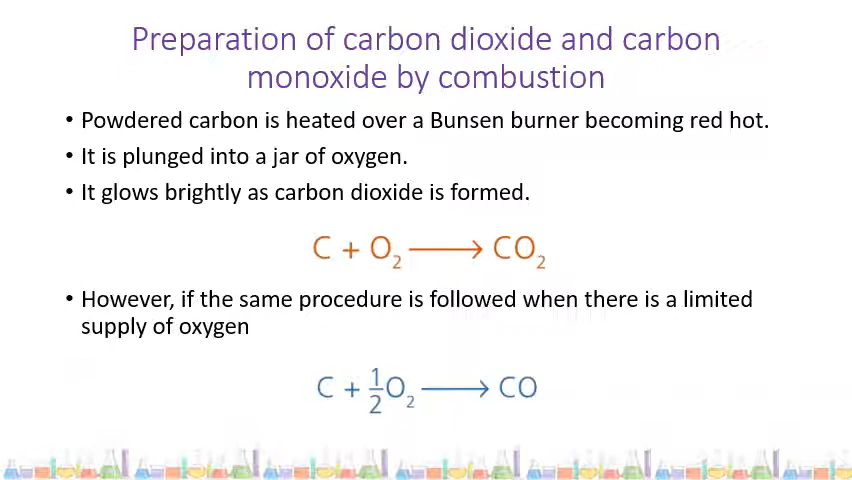 Preparation of carbon dioxide and carbon
monoxide by combustion
• Powdered carbon is heated over a Bunsen burner becoming red hot.
• It is plunged into a jar of oxygen.
• It glows brightly as carbon dioxide is formed.
C + O₂ ⟶ CO₂
• However, if the same procedure is followed when there is a limited
supply of oxygen
C + ½O₂ ⟶ CO